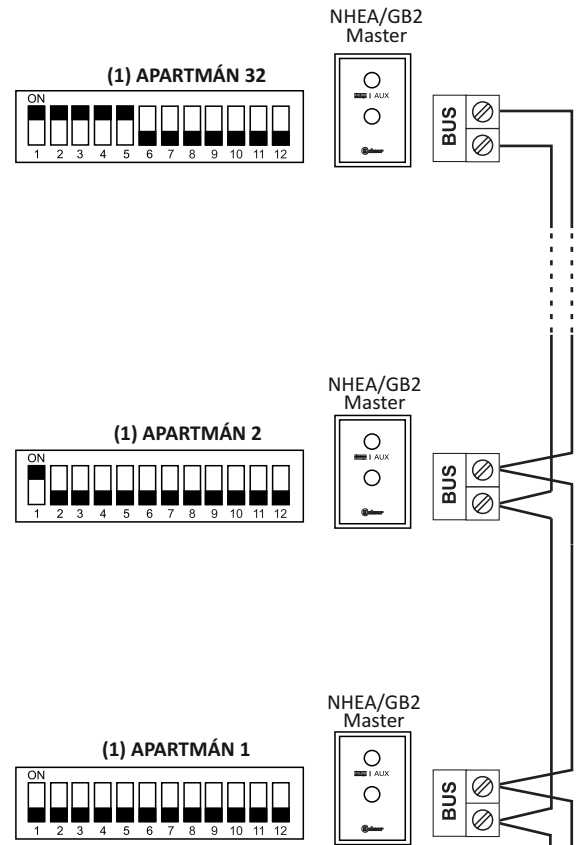 NHEA/GB2
Master
(1) APARTMÁN 32
ON
1 2 3 4 5 6 7 8 9 10 11 12
AUX
BUS
NHEA/GB2
Master
(1) APARTMÁN 2
ON
1 2 3 4 5 6 7 8 9 10 11 12
AUX
BUS
NHEA/GB2
Master
(1) APARTMÁN 1
ON
1 2 3 4 5 6 7 8 9 10 11 12
AUX
BUS